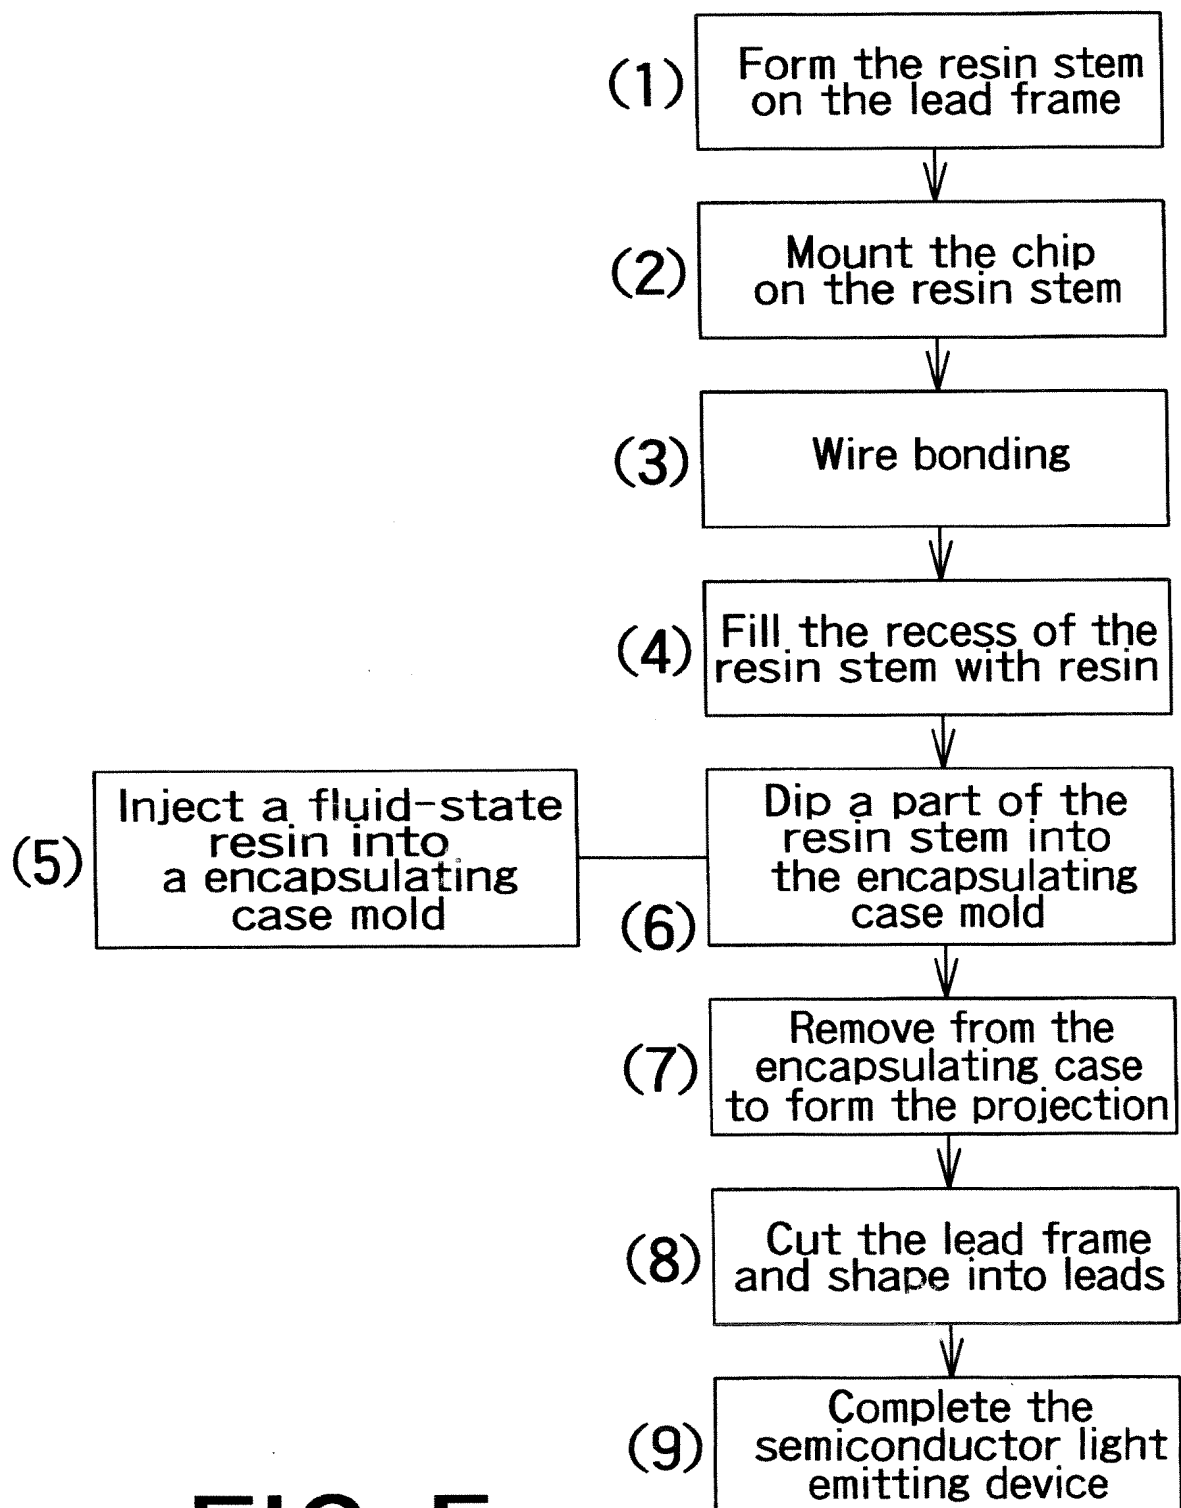 (1)
Form the resin stem
on the lead frame
(2)
Mount the chip
on the resin stem
(3)
Wire bonding
(4)
Fill the recess of the
resin stem with resin
(5)
Inject a fluid-state
resin into
a encapsulating
case mold
(6)
Dip a part of the
resin stem into
the encapsulating
case mold
(7)
Remove from the
encapsulating case
to form the projection
(8)
Cut the lead frame
and shape into leads
(9)
Complete the
semiconductor light
emitting device